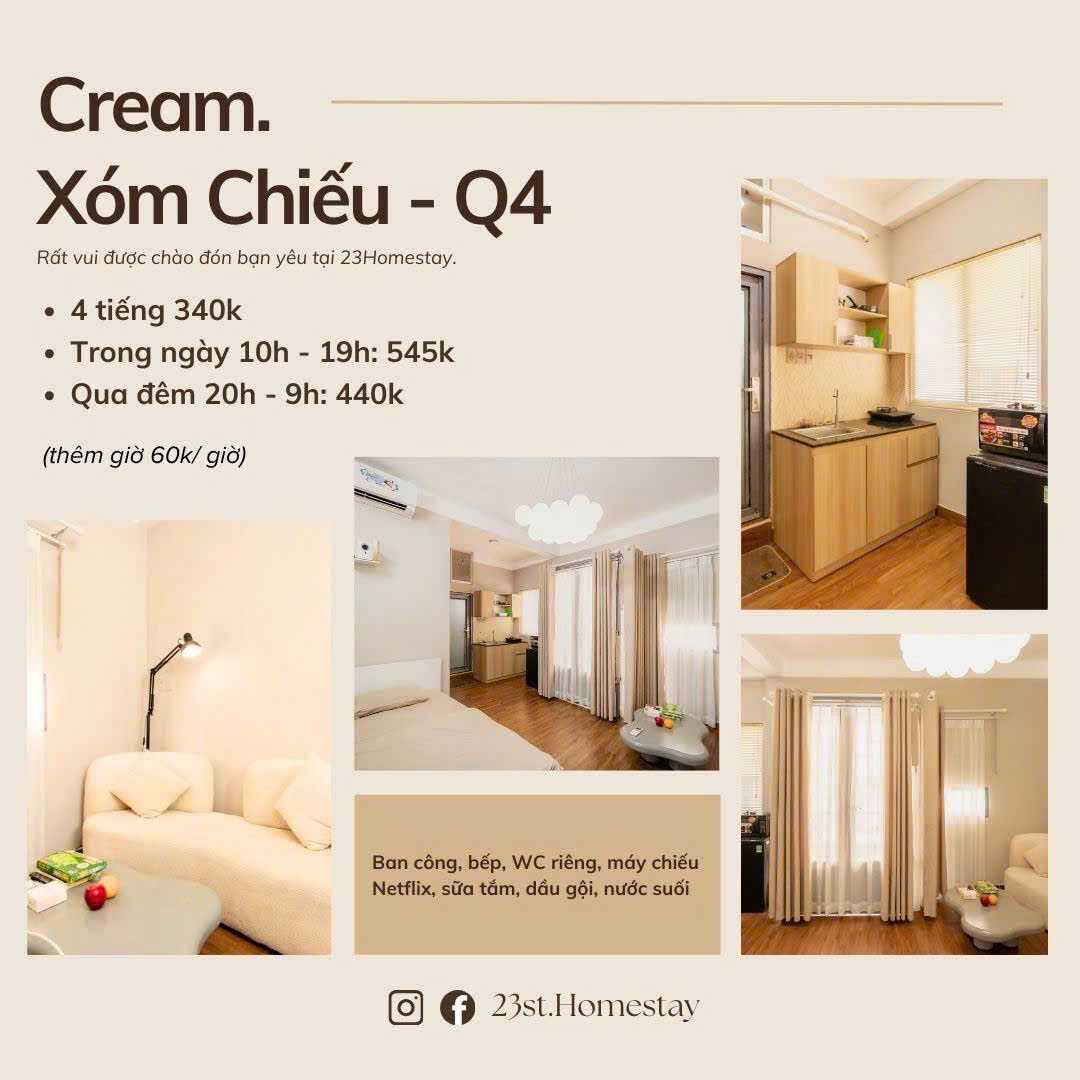 Cream.
Xóm Chiếu - Q4
Rất vui được chào đón bạn yêu tại 23Homestay.
• 4 tiếng 340k
• Trong ngày 10h - 19h: 545k
• Qua đêm 20h - 9h: 440k
(thêm giờ 60k/ giờ)
Ban công, bếp, WC riêng, máy chiếu
Netflix, sữa tắm, dầu gội, nước suối
23st.Homestay